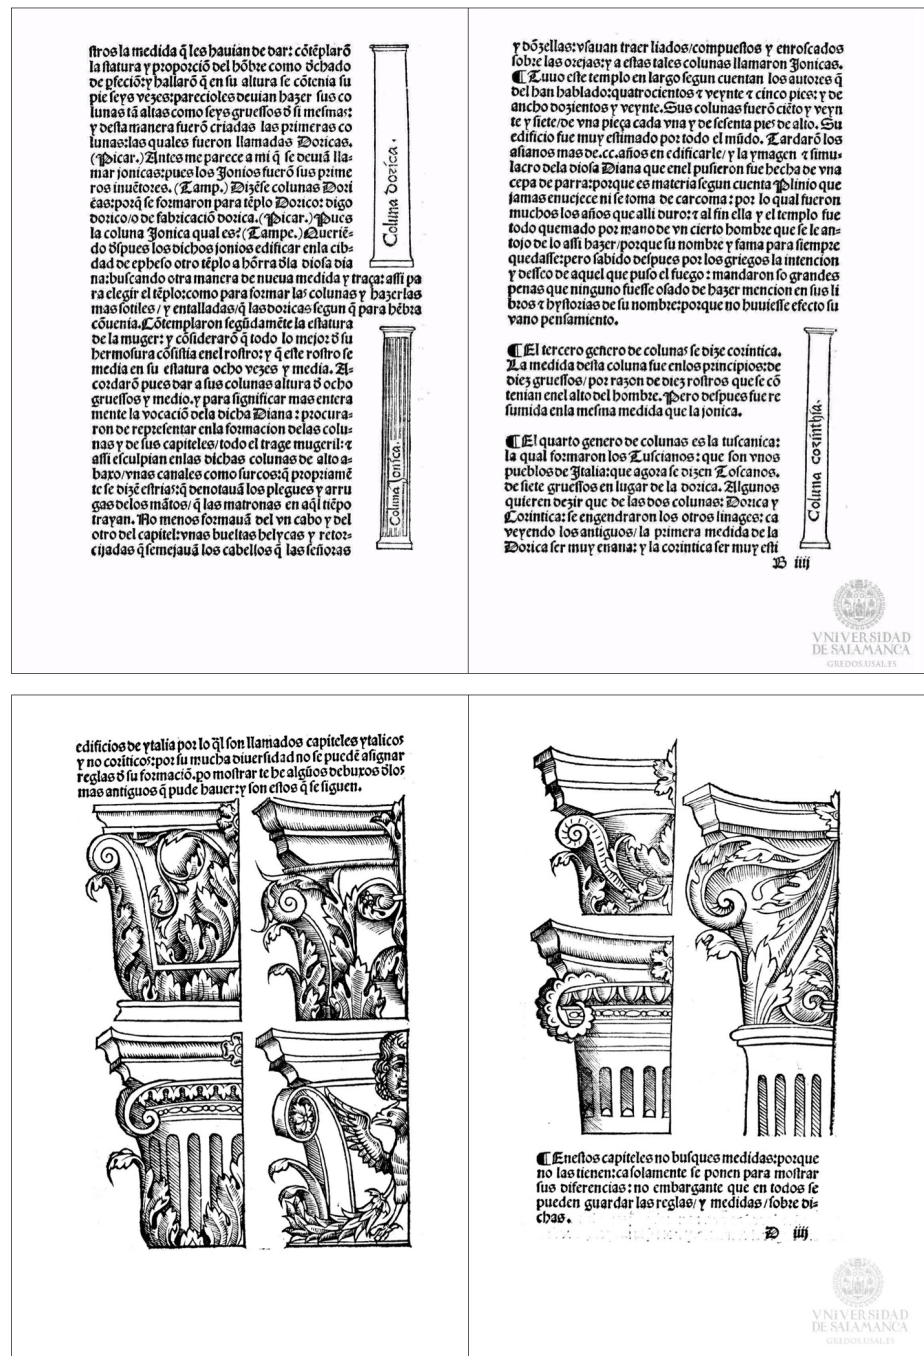 stros la medida q̃ les hauian de dar: cõtẽplarõ
la statura y proporciõ del hõbre como d̃chado
de pfeciõ: y hallarõ q̃ en su altura se cõtenia su
pie seys vezes: parecioles deuian hazer sus co
lunas tã altas como seys gruessos d̃ si mesmas:
y desta manera fuerõ criadas las primeras co
lunas: las quales fueron llamadas Doricas.
(Picar.) Antes me parece a mi q̃ se deuiã lla-
mar jonicas: pues los Jonios fuerõ sus prime
ros inuẽtores. (Tamp.) Dizẽse colunas Dori
cas: porq̃ se formaron para tẽplo Dorico: digo
dorico/o de fabricaciõ dorica. (Picar.) Pues
la coluna Jonica qual es? (Tampe.) Queriẽ-
do d̃spues los dichos jonios edificar enla cib-
dad de epheso otro tẽplo a hõrra d̃la diosa dia
na: buscando otra manera de nueua medida y traça: assi pa
ra elegir el tẽplo: como para formar las colunas y hazerlas
mas sotiles/ y entalladas/ q̃ las doricas segun q̃ para hẽbra
cõuenia. Cõtemplaron segũdamẽte la estatura
de la muger: y cõsiderarõ q̃ todo lo mejor d̃ su
hermosura cõsistia enel rostro: y q̃ este rostro se
media en su estatura ocho vezes y media. A-
cordarõ pues dar a sus colunas altura d̃ ocho
gruessos y medio. y para significar mas entera
mente la vocaciõ dela dicha Diana: procura-
ron de representar enla formacion delas colu-
nas y de sus capiteles/ todo el trage mugeril: ⁊
assi esculpian enlas dichas colunas de alto a-
baxo/ vnas canales como surcos: q̃ propriamẽ
te se dizẽ estrias: q̃ denotauã los plegues y arru
gas delos mãtos/ q̃ las matronas en aq̃l tiẽpo
trayan. No menos formauã del vn cabo y del
otro del capitel: vnas bueltas helycas y retor-
cijadas q̃ semejauã los cabellos q̃ las señoras
Coluna dorica.
Coluna Jonica.
y dõzellas: vsauan traer liados/compuestos y enroscados
sobre las orejas: y a estas tales colunas llamaron Jonicas.
¶ Tuuo este templo en largo segun cuentan los autores q̃
del han hablado: quatrocientos ⁊ veynte ⁊ cinco pies: y de
ancho dozientos y veynte. Sus colunas fuerõ ciẽto y veyn
te y siete/de vna pieça cada vna y de sesenta pies de alto. Su
edificio fue muy estimado por todo el mũdo. Tardarõ los
asianos mas de .cc. años en edificarle/ y la ymagen ⁊ simu-
lacro dela diosa Diana que enel pusieron fue hecha de vna
cepa de parra: porque es materia segun cuenta Plinio que
jamas enuejece ni se toma de carcoma: por lo qual fueron
muchos los años que alli duro: ⁊ al fin ella y el templo fue
todo quemado por mano de vn cierto hombre que se le an-
tojo de lo assi hazer/porque su nombre y fama para siempre
quedasse: pero sabido despues por los griegos la intencion
y desseo de aquel que puso el fuego: mandaron so grandes
penas que ninguno fuesse osado de hazer mencion en sus li
bros ⁊ hystorias de su nombre: porque no huuiesse efecto su
vano pensamiento.
¶ El tercero genero de colunas se dize corintica.
La medida desta coluna fue enlos principios: de
diez gruessos/ por razon de diez rostros que se cõ
tenian enel alto del hombre. Pero despues fue re
sumida enla mesma medida que la jonica.
¶ El quarto genero de colunas es la tuscanica:
la qual formaron los Tuscianos: que son vnos
pueblos de Italia: que agora se dizen Toscanos.
de siete gruessos en lugar de la dorica. Algunos
quieren dezir que de las dos colunas: Dorica y
Corintica: se engendraron los otros linages: ca
veyendo los antiguos/ la primera medida de la
Dorica ser muy enana: y la corintica ser muy esti
B iiij
Coluna corinthia.
VNiVERSiDAD
DE SALAMANCA
GREDOS.USAL.ES
edificios de ytalia por lo q̃l son llamados capiteles ytalicos
y no coriticos: por su mucha diuersidad no se puedẽ asignar
reglas d̃ su formaciõ. po mostrar te he algũos debuxos d̃los
mas antiguos q̃ pude hauer: y son estos q̃ se siguen.
¶ Enestos capiteles no busques medidas: porque
no las tienen: ca solamente se ponen para mostrar
sus diferencias: no embargante que en todos se
pueden guardar las reglas/ y medidas/ sobre di-
chas.
D iiij
VNiVERSiDAD
DE SALAMANCA
GREDOS.USAL.ES